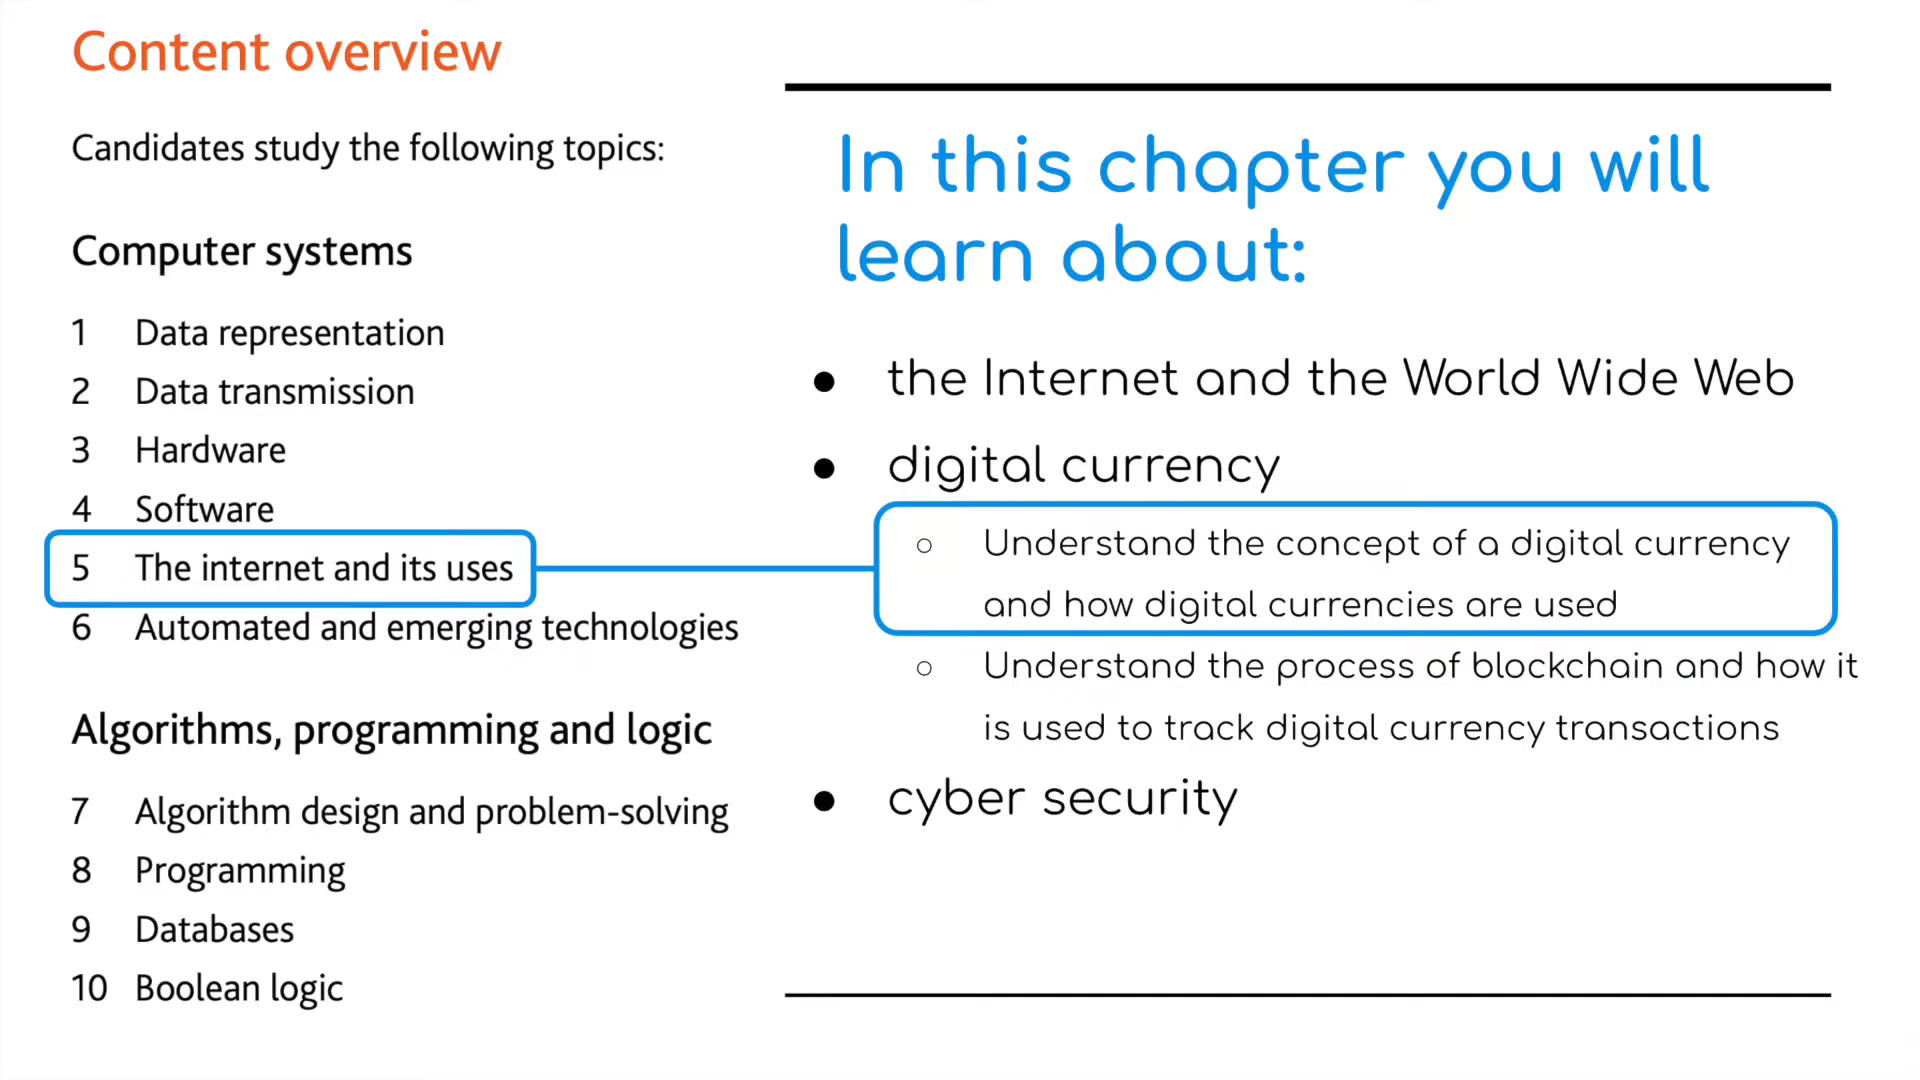 Content overview
Candidates study the following topics:
Computer systems
1 Data representation
2 Data transmission
3 Hardware
4 Software
5 The internet and its uses
6 Automated and emerging technologies
Algorithms, programming and logic
7 Algorithm design and problem-solving
8 Programming
9 Databases
10 Boolean logic
In this chapter you will
learn about:
● the Internet and the World Wide Web
● digital currency
○ Understand the concept of a digital currency
and how digital currencies are used
○ Understand the process of blockchain and how it
is used to track digital currency transactions
● cyber security